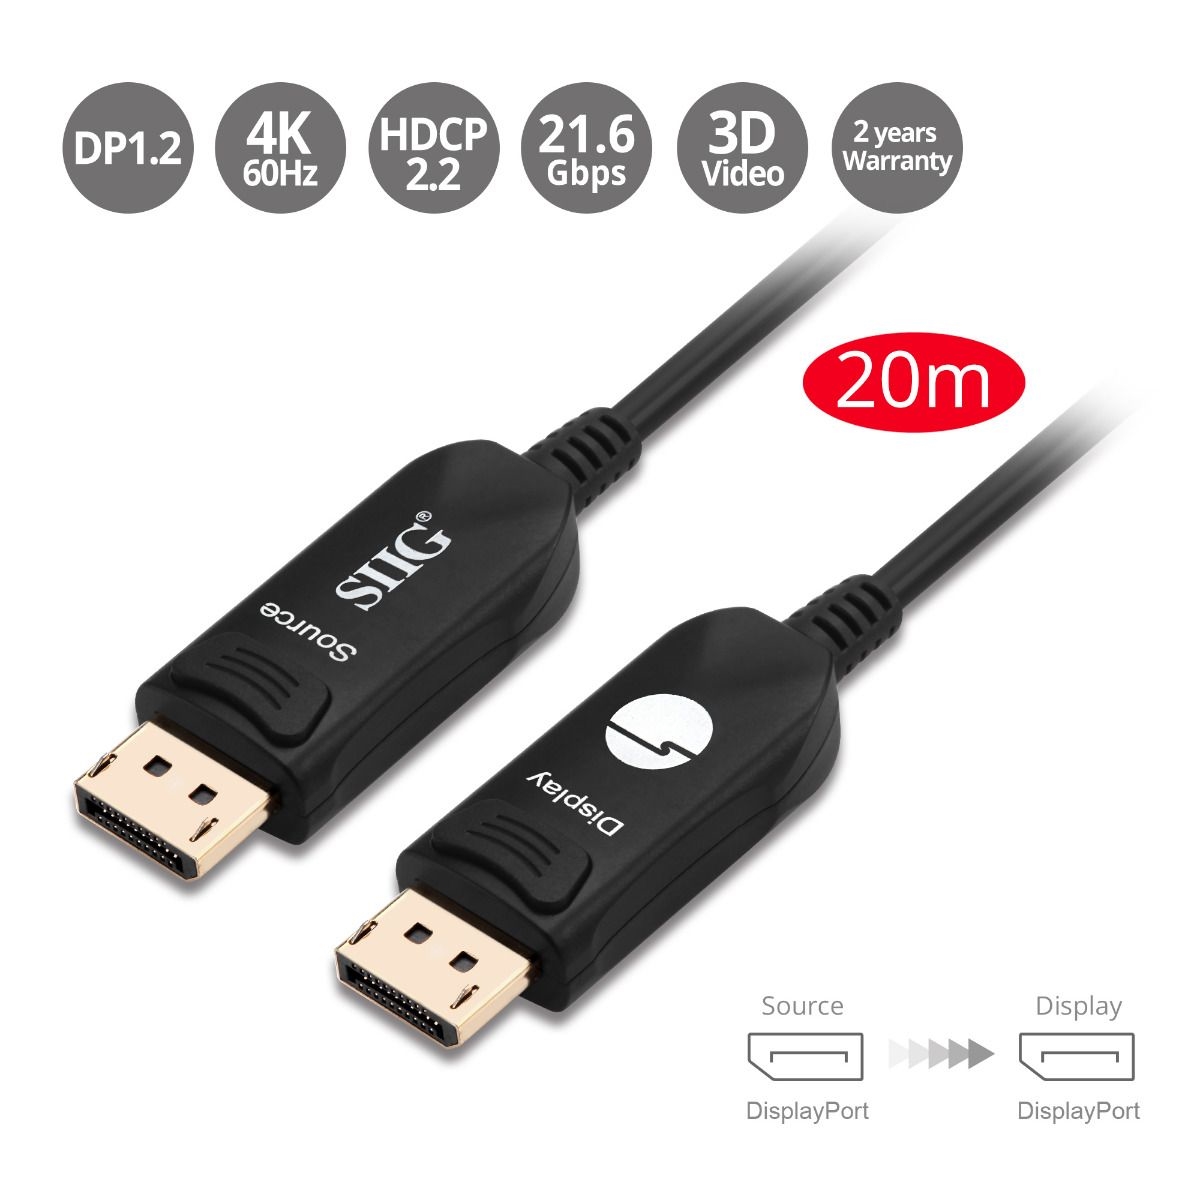 DP1.2
4K
60Hz
HDCP
2.2
21.6
Gbps
3D
Video
2 years
Warranty
20m
SIIG®
Source
Display
Source
Display
DisplayPort
DisplayPort